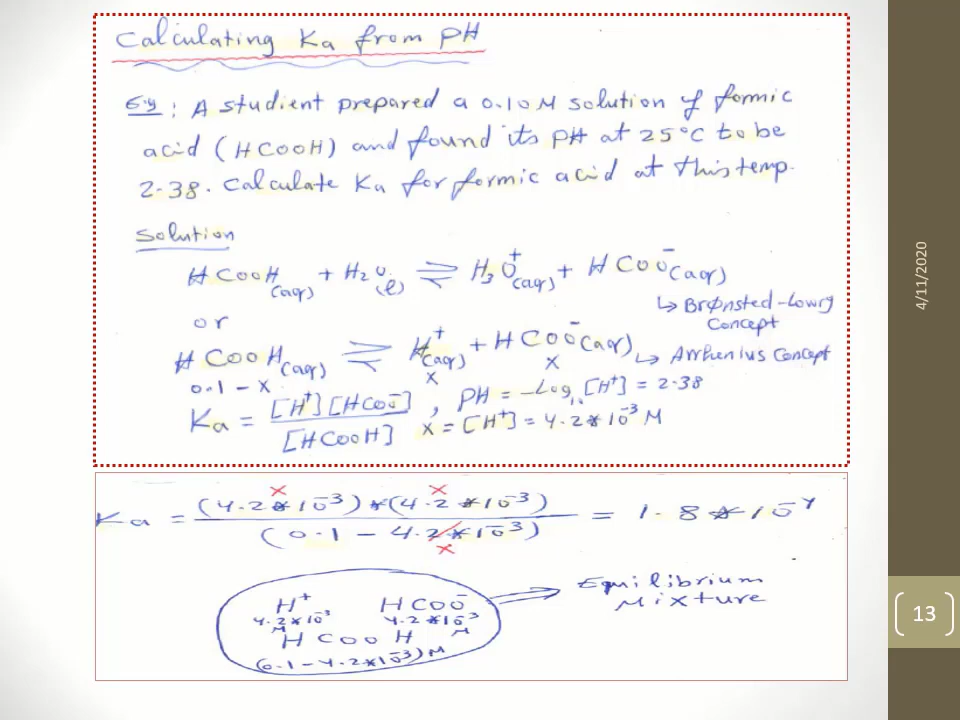 Calculating Ka from PH
E.g : A studient prepared a 0.10 M solution of formic
acid (HCOOH) and found its PH at 25°C to be
2.38. Calculate Ka for formic acid at this temp.
Solution
HCOOH(aq) + H₂O(l) ⇌ H₃O⁺(aq) + HCOO⁻(aq)
↳ Brønsted-Lowry
Concept
or
HCOOH(aq) ⇌ H⁺(aq) + HCOO⁻(aq) ↳ Arrhenius Concept
0.1 - x x x
Ka = [H⁺][HCOO⁻] / [HCOOH] , PH = -Log₁₀[H⁺] = 2.38
x = [H⁺] = 4.2*10⁻³ M
Ka = (4.2*10⁻³)*(4.2*10⁻³) / (0.1 - 4.2*10⁻³) = 1.8*10⁻⁴
x x
x
H⁺ HCOO⁻
4.2*10⁻³ M 4.2*10⁻³ M
HCOOH
(0.1-4.2*10⁻³)M
Equilibrium
Mixture
4/11/2020
13